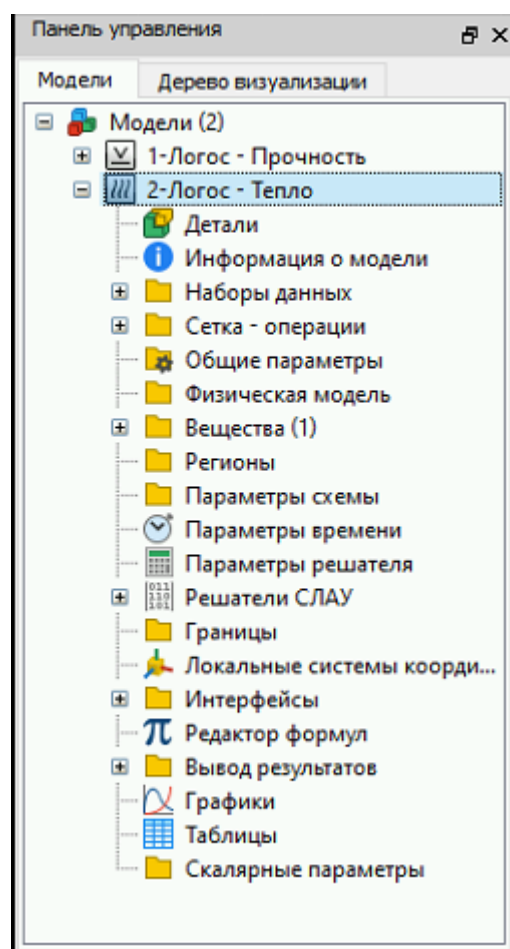 Панель управления
Модели Дерево визуализации
Модели (2)
1-Логос - Прочность
2-Логос - Тепло
Детали
Информация о модели
Наборы данных
Сетка - операции
Общие параметры
Физическая модель
Вещества (1)
Регионы
Параметры схемы
Параметры времени
Параметры решателя
Решатели СЛАУ
Границы
Локальные системы коорди...
Интерфейсы
Редактор формул
Вывод результатов
Графики
Таблицы
Скалярные параметры